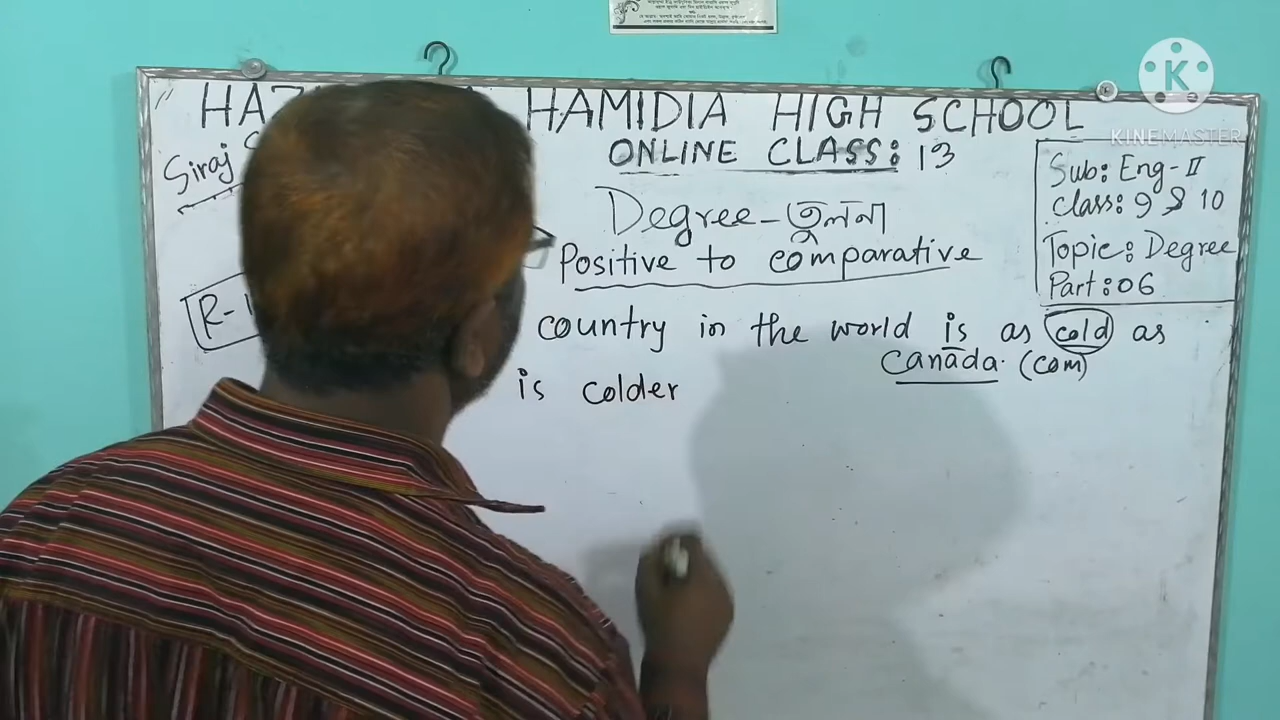 HAMIDIA HIGH SCHOOL
KINEMASTER
Siraj
ONLINE CLASS: 13
Sub: Eng-II
Class: 9 & 10
Topic: Degree
Part: 06
Degree - তুলনা
Positive to comparative
R-
country in the world is as cold as
Canada. (com)
is colder